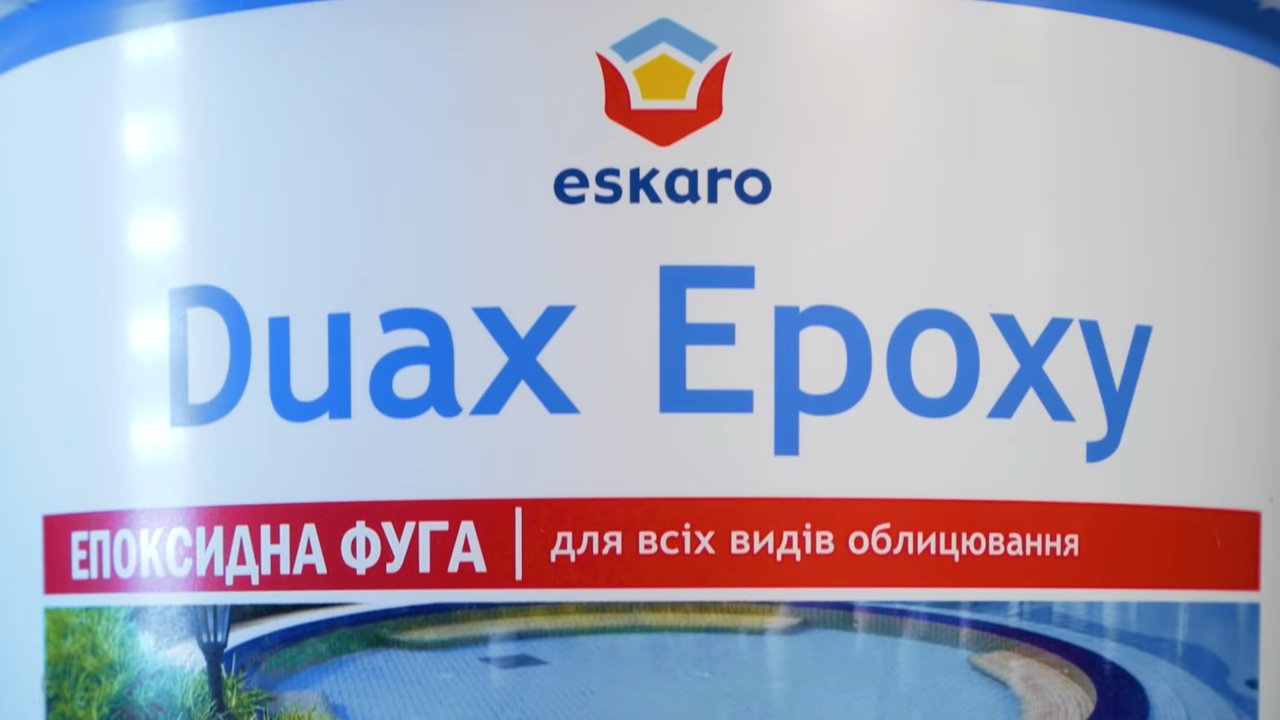 eskaro
Duax Epoxy
ЕПОКСИДНА ФУГА | для всіх видів облицювання